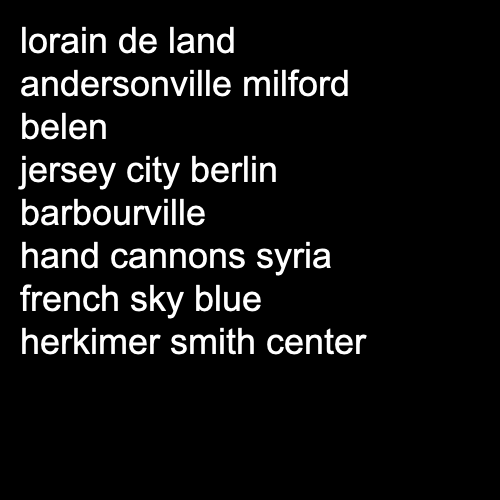 lorain de land
andersonville milford
belen
jersey city berlin
barbourville
hand cannons syria
french sky blue
herkimer smith center